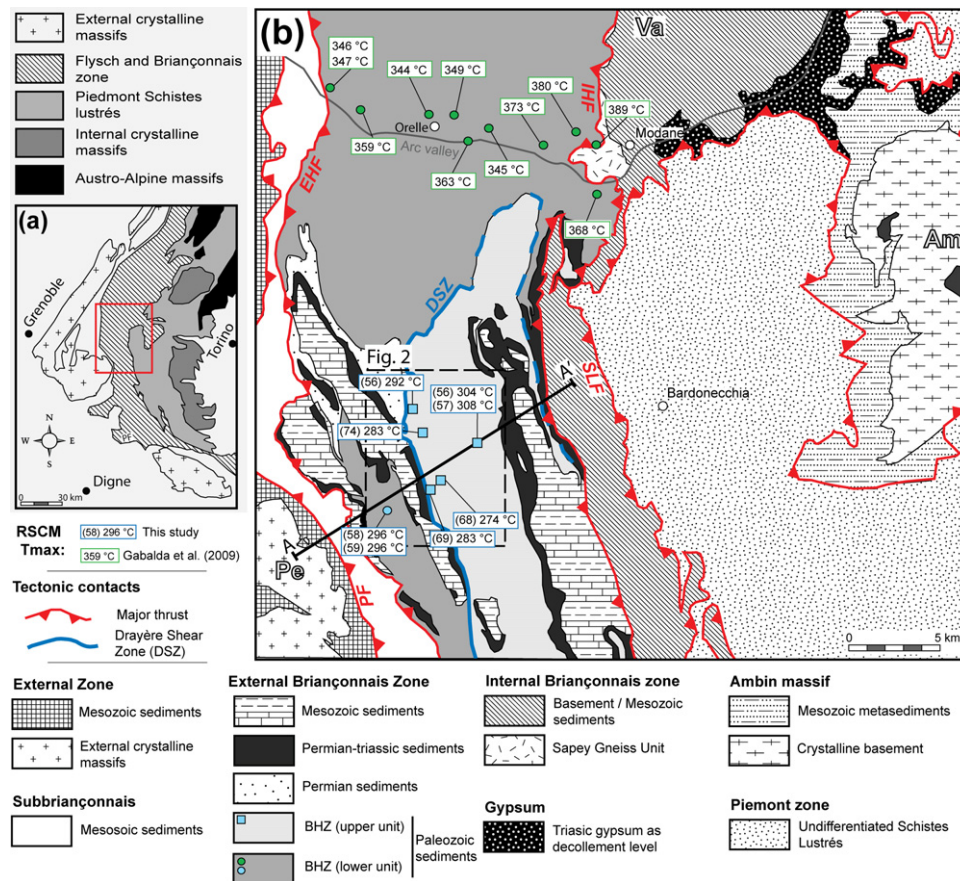 External crystalline
massifs
Flysch and Briançonnais
zone
Piedmont Schistes
lustrés
Internal crystalline
massifs
Austro-Alpine massifs
(a)
Grenoble
Torino
N
W
E
S
Pf
Digne
0
30 km
RSCM
Tmax:
(58) 296 °C
This study
359 °C
Gabalda et al. (2009)
Tectonic contacts
Major thrust
Drayère Shear
Zone (DSZ)
(b)
Va
346 °C
347 °C
344 °C
349 °C
380 °C
373 °C
IHF
389 °C
Orelle
Modane
359 °C
Arc valley
EHF
363 °C
345 °C
368 °C
Am
DSZ
Fig. 2
A'
SLF
(56) 292 °C
(56) 304 °C
(57) 308 °C
Bardonecchia
(74) 283 °C
(68) 274 °C
(58) 296 °C
(59) 296 °C
(69) 283 °C
A
Pe
PF
0
5 km
External Zone
Mesozoic sediments
External crystalline
massifs
Subbriançonnais
Mesosoic sediments
External Briançonnais Zone
Mesozoic sediments
Permian-triassic sediments
Permian sediments
BHZ (upper unit)
BHZ (lower unit)
Paleozoic
sediments
Internal Briançonnais zone
Basement / Mesozoic
sediments
Sapey Gneiss Unit
Gypsum
Triasic gypsum as
decollement level
Ambin massif
Mesozoic metasediments
Crystalline basement
Piemont zone
Undifferentiated Schistes
Lustrés